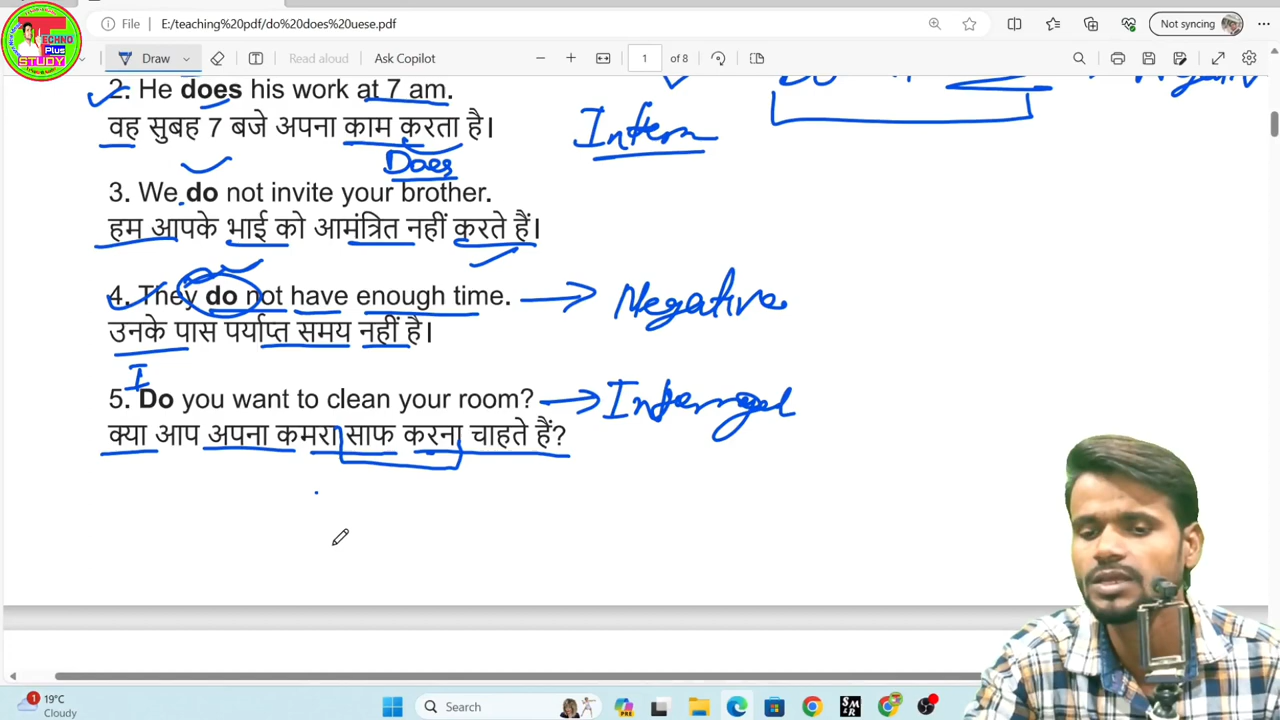 TECHNO
Plus
STUDY
File
E:/teaching%20pdf/do%20does%20uese.pdf
Not syncing
Draw
Read aloud
Ask Copilot
1
of 8
2. He does his work at 7 am.
वह सुबह 7 बजे अपना काम करता है।
Does
3. We do not invite your brother.
हम आपके भाई को आमंत्रित नहीं करते हैं।
4. They do not have enough time.
Negative
उनके पास पर्याप्त समय नहीं है।
I
5. Do you want to clean your room?
क्या आप अपना कमरा साफ करना चाहते हैं?
1
19°C
Cloudy
Search
PRE